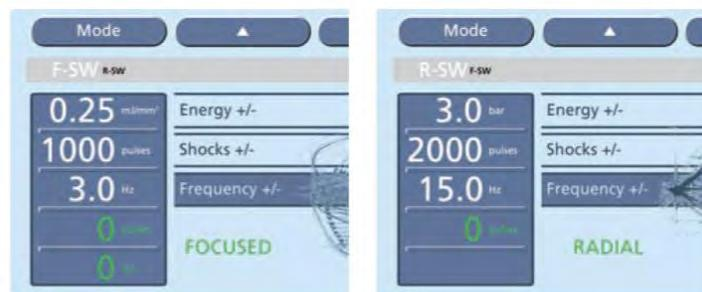 Mode ▲
F-SW R-SW
0.25 mJ/mm² Energy +/-
1000 pulses Shocks +/-
3.0 Hz Frequency +/-
0
FOCUSED
0 Hz
Mode ▲
R-SW F-SW
3.0 bar Energy +/-
2000 pulses Shocks +/-
15.0 Hz Frequency +/-
0 pulses
RADIAL